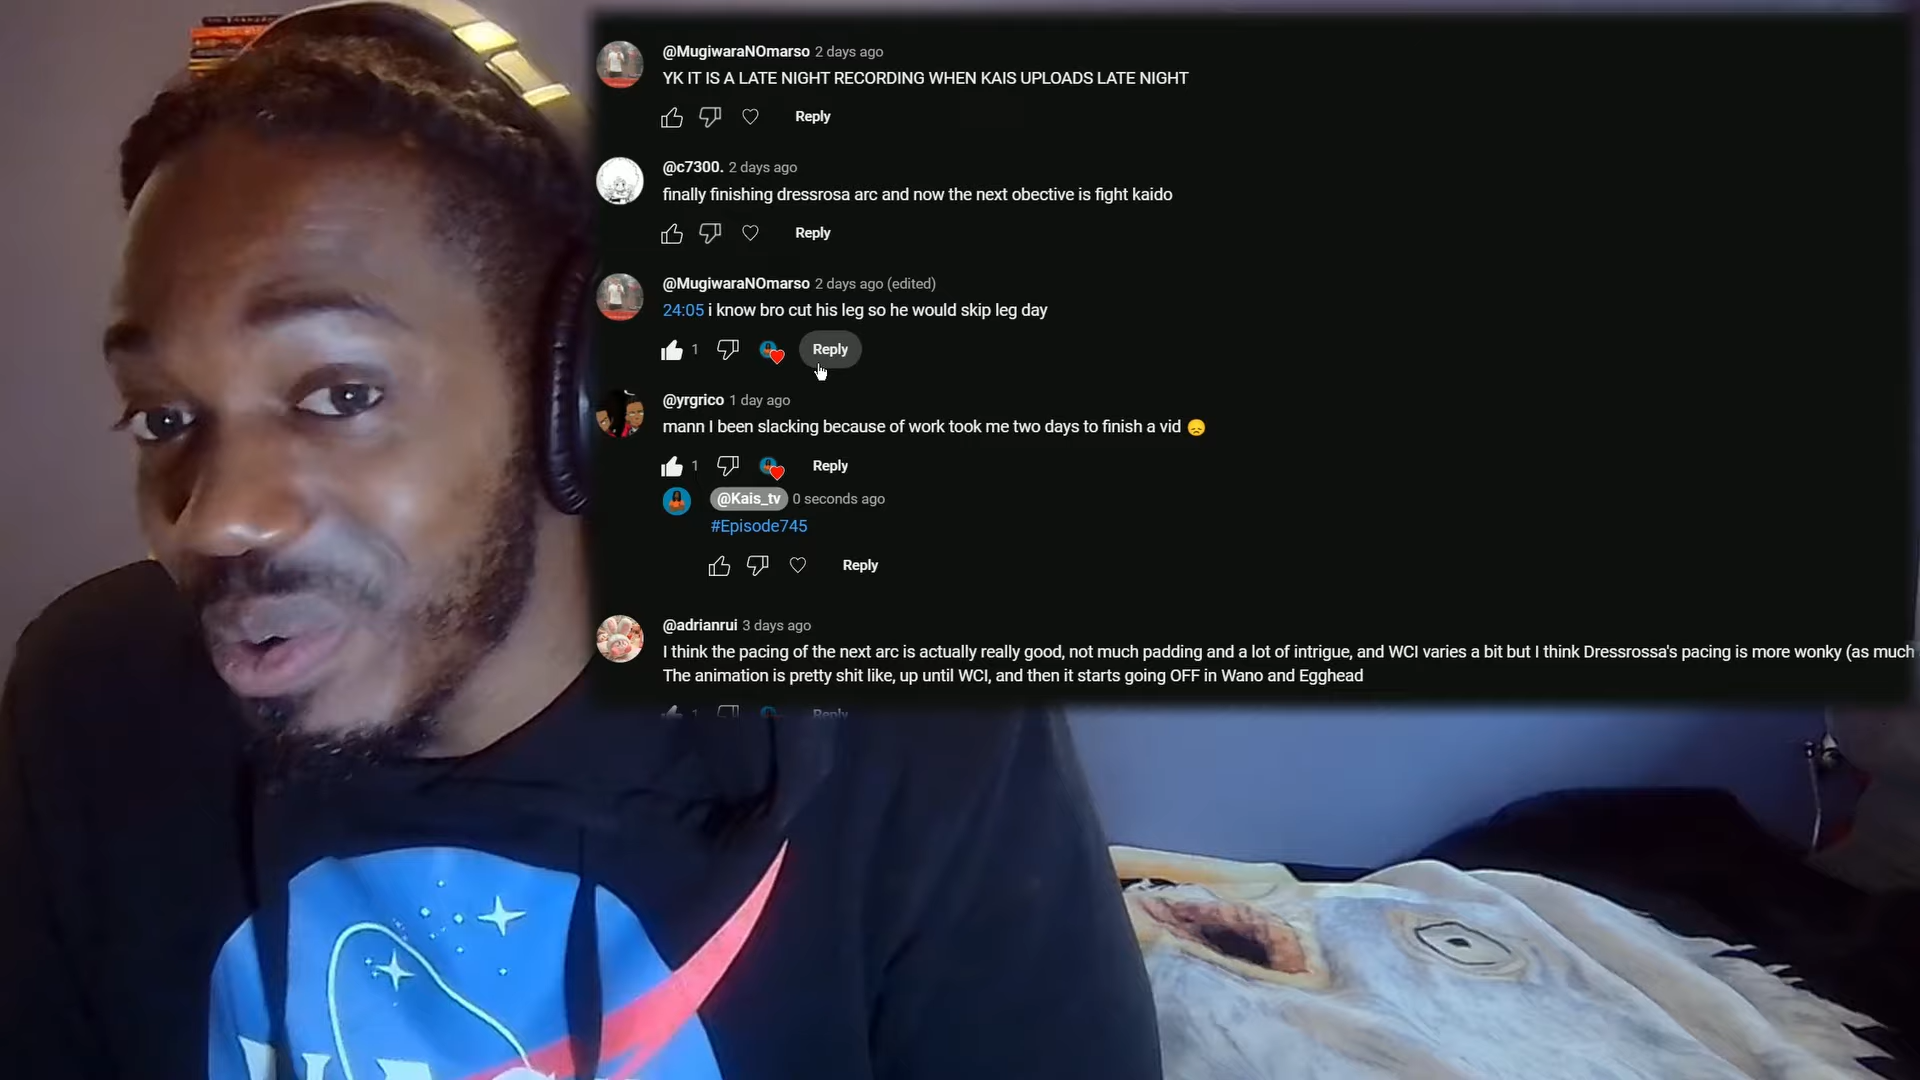 @MugiwaraNOmarso 2 days ago
YK IT IS A LATE NIGHT RECORDING WHEN KAIS UPLOADS LATE NIGHT
Reply
@c7300. 2 days ago
finally finishing dressrosa arc and now the next obective is fight kaido
Reply
@MugiwaraNOmarso 2 days ago (edited)
24:05 i know bro cut his leg so he would skip leg day
1 Reply
@yrgrico 1 day ago
mann I been slacking because of work took me two days to finish a vid 😞
1 Reply
@Kais_tv 0 seconds ago
#Episode745
Reply
@adrianrui 3 days ago
I think the pacing of the next arc is actually really good, not much padding and a lot of intrigue, and WCI varies a bit but I think Dressrossa's pacing is more wonky (as much
The animation is pretty shit like, up until WCI, and then it starts going OFF in Wano and Egghead
1 Reply